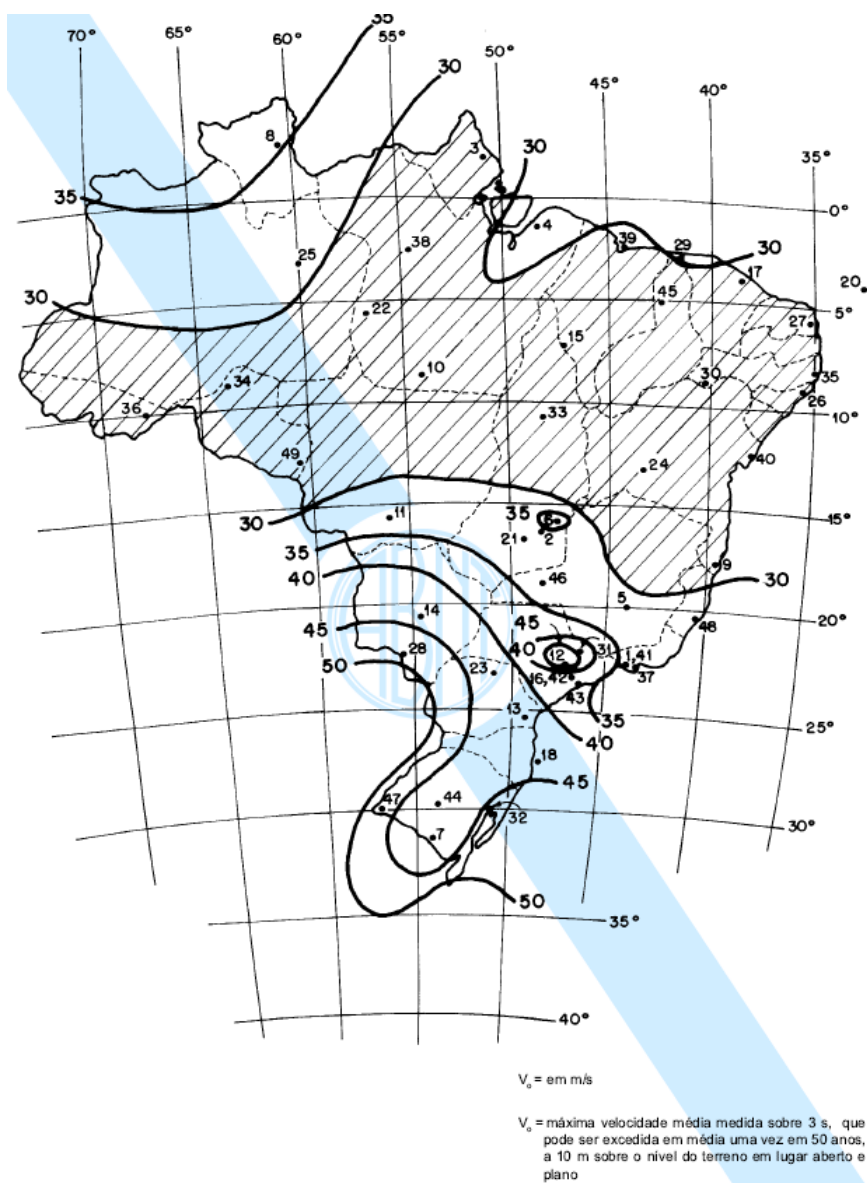 35
70° 65° 60° 55° 50°
30
45° 40°
8 3 30 35°
35 4 0°
25 38 39 29 30 17 20
30 22 45 5° 27
15
34 10 30 35
36 33 26 10°
49 24 40
30 11 35 15°
35 21 2
40 46 9 30
14 5 20° 48
45 45
28 40 12 31 1,41
50 23 16,42 37
43
13 35
40 25°
18
45
47 44 32 30°
7
50
35°
40°
V₀ = em m/s
V₀ = máxima velocidade média medida sobre 3 s, que
pode ser excedida em média uma vez em 50 anos,
a 10 m sobre o nível do terreno em lugar aberto e
plano